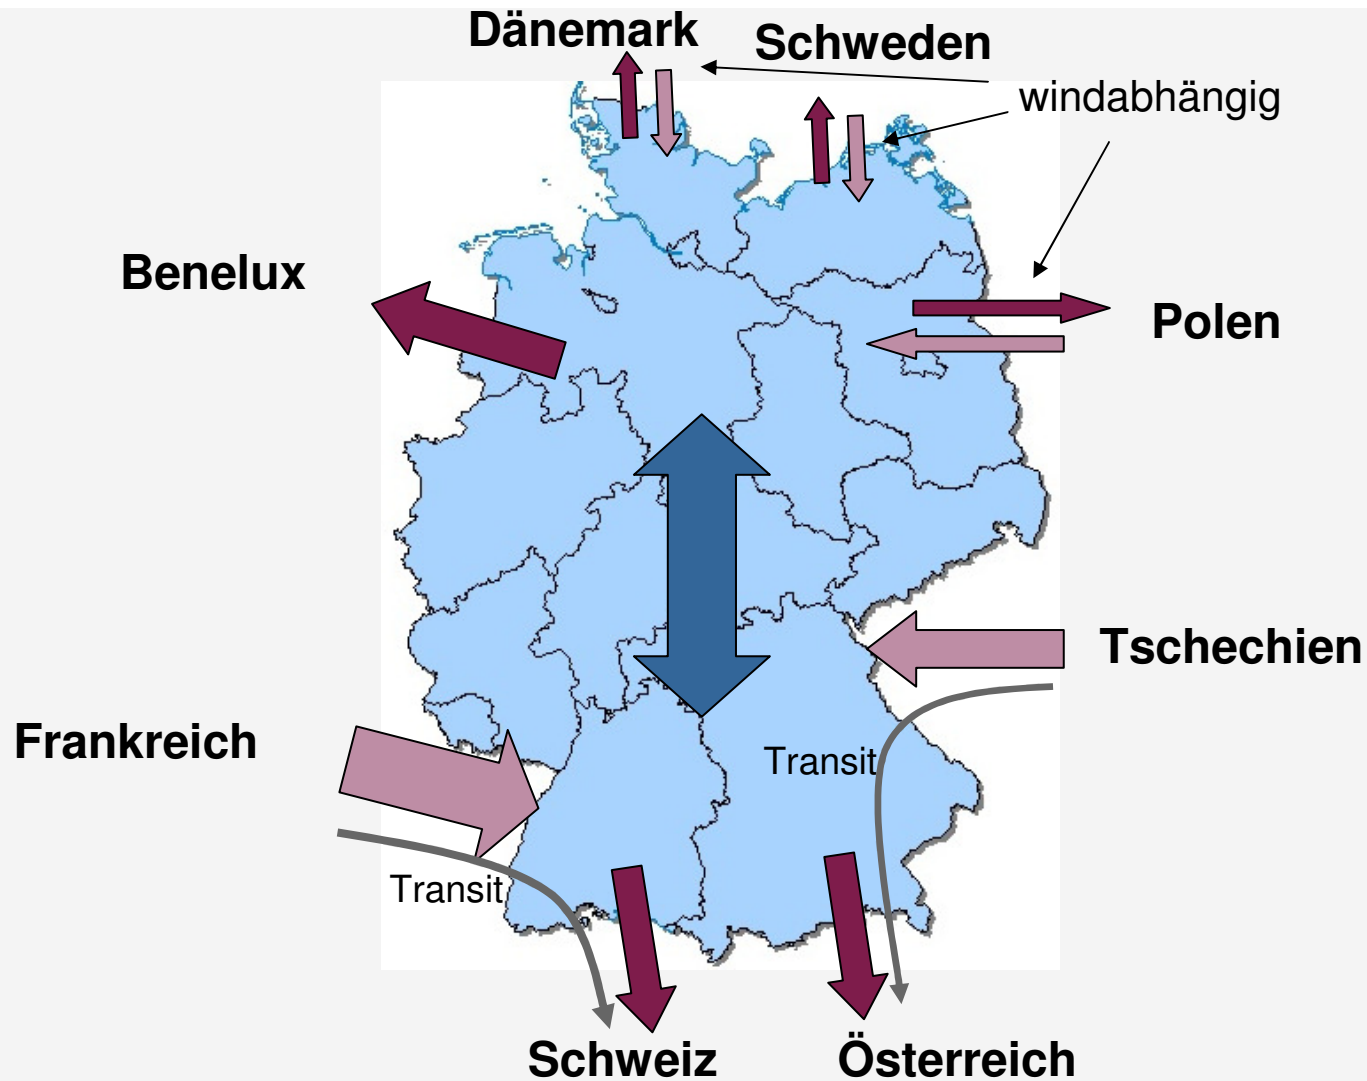 Dänemark
Schweden
windabhängig
Benelux
Polen
Tschechien
Frankreich
Transit
Transit
Schweiz
Österreich